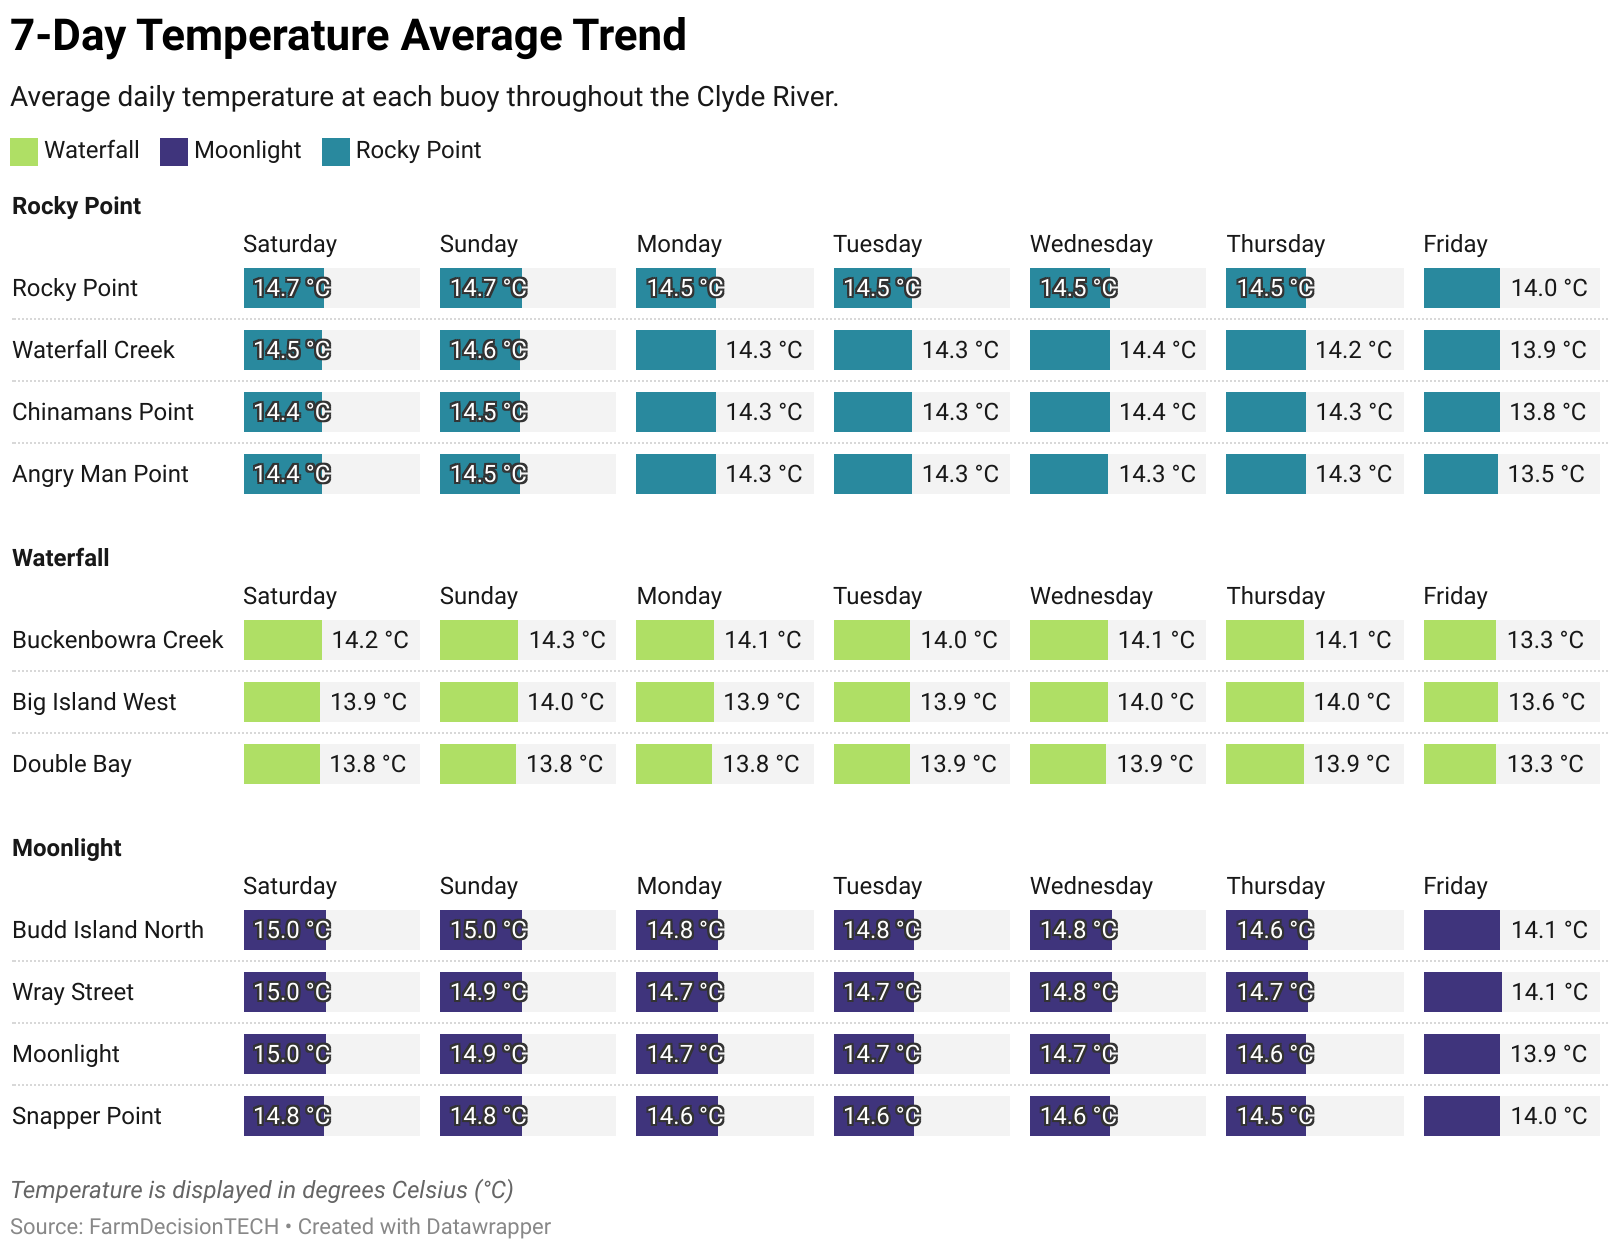 7-Day Temperature Average Trend
Average daily temperature at each buoy throughout the Clyde River.
Waterfall Moonlight Rocky Point
Rocky Point
Saturday Sunday Monday Tuesday Wednesday Thursday Friday
Rocky Point 14.7 °C 14.7 °C 14.5 °C 14.5 °C 14.5 °C 14.5 °C 14.0 °C
Waterfall Creek 14.5 °C 14.6 °C 14.3 °C 14.3 °C 14.4 °C 14.2 °C 13.9 °C
Chinamans Point 14.4 °C 14.5 °C 14.3 °C 14.3 °C 14.4 °C 14.3 °C 13.8 °C
Angry Man Point 14.4 °C 14.5 °C 14.3 °C 14.3 °C 14.3 °C 14.3 °C 13.5 °C
Waterfall
Saturday Sunday Monday Tuesday Wednesday Thursday Friday
Buckenbowra Creek 14.2 °C 14.3 °C 14.1 °C 14.0 °C 14.1 °C 14.1 °C 13.3 °C
Big Island West 13.9 °C 14.0 °C 13.9 °C 13.9 °C 14.0 °C 14.0 °C 13.6 °C
Double Bay 13.8 °C 13.8 °C 13.8 °C 13.9 °C 13.9 °C 13.9 °C 13.3 °C
Moonlight
Saturday Sunday Monday Tuesday Wednesday Thursday Friday
Budd Island North 15.0 °C 15.0 °C 14.8 °C 14.8 °C 14.8 °C 14.6 °C 14.1 °C
Wray Street 15.0 °C 14.9 °C 14.7 °C 14.7 °C 14.8 °C 14.7 °C 14.1 °C
Moonlight 15.0 °C 14.9 °C 14.7 °C 14.7 °C 14.7 °C 14.6 °C 13.9 °C
Snapper Point 14.8 °C 14.8 °C 14.6 °C 14.6 °C 14.6 °C 14.5 °C 14.0 °C
Temperature is displayed in degrees Celsius (°C)
Source: FarmDecisionTECH • Created with Datawrapper